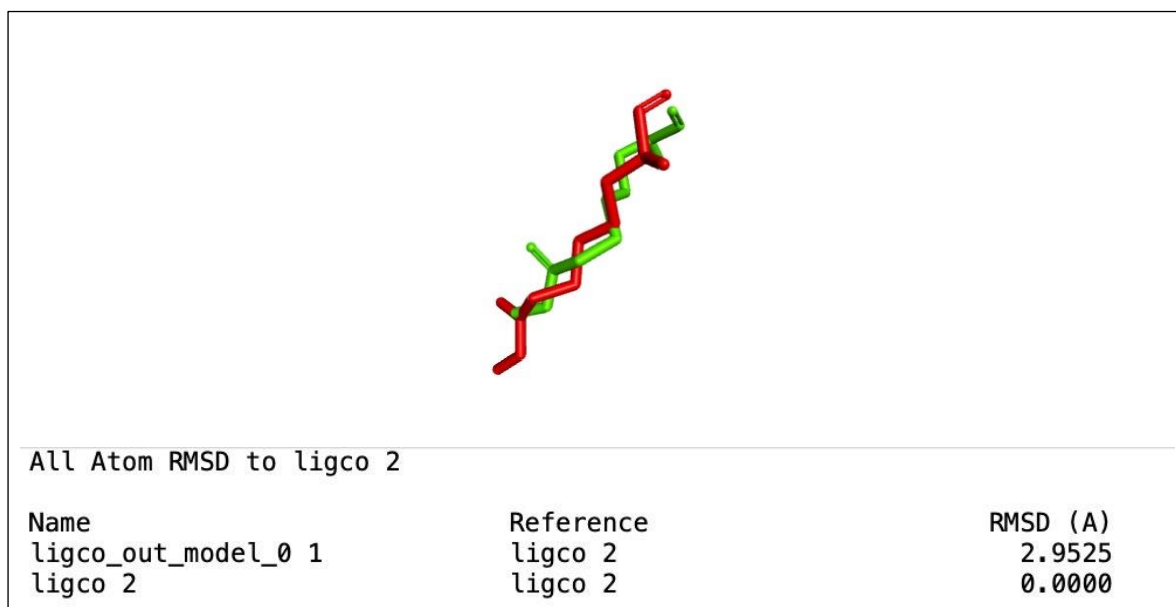 All Atom RMSD to ligco 2
Name Reference RMSD (A)
ligco_out_model_0 1 ligco 2 2.9525
ligco 2 ligco 2 0.0000